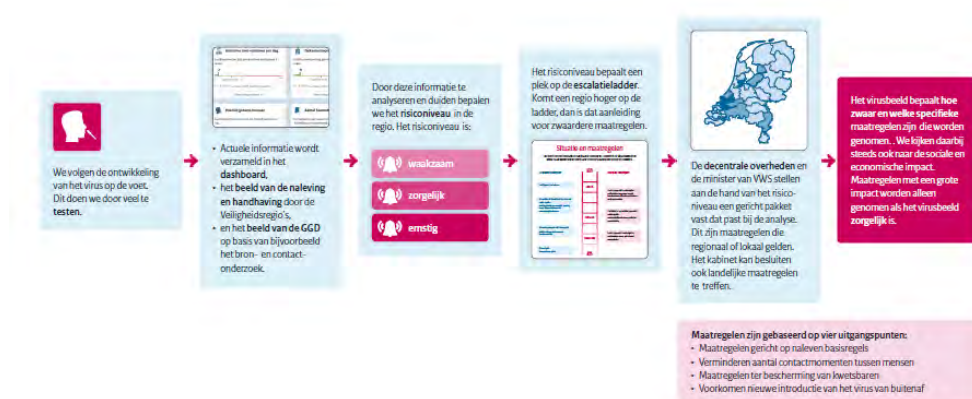 We volgen de ontwikkeling
van het virus op de voet.
Dit doen we door veel te
testen.
• Actuele informatie wordt
verzameld in het
dashboard,
• het beeld van de naleving
en handhaving door de
Veiligheidsregio's,
• en het beeld van de GGD
op basis van bijvoorbeeld
het bron- en contact-
onderzoek.
Door deze informatie te
analyseren en duiden bepalen
we het risiconiveau in de
regio. Het risiconiveau is:
waakzaam
zorgelijk
ernstig
Het risiconiveau bepaalt een
plek op de escalatieladder.
Komt een regio hoger op de
ladder, dan is dat aanleiding
voor zwaardere maatregelen.
Situatie en maatregelen
De decentrale overheden en
de minister van VWS stellen
aan de hand van het risico-
niveau een gericht pakket
vast dat past bij de analyse.
Dit zijn maatregelen die
regionaal of lokaal gelden.
Het kabinet kan besluiten
ook landelijke maatregelen
te treffen.
Het virusbeeld bepaalt hoe
zwaar en welke specifieke
maatregelen zijn die worden
genomen. . We kijken daarbij
steeds ook naar de sociale en
economische impact.
Maatregelen met een grote
impact worden alleen
genomen als het virusbeeld
zorgelijk is.
Maatregelen zijn gebaseerd op vier uitgangspunten:
• Maatregelen gericht op naleven basisregels
• Verminderen aantal contactmomenten tussen mensen
• Maatregelen ter bescherming van kwetsbaren
• Voorkomen nieuwe introductie van het virus van buitenaf